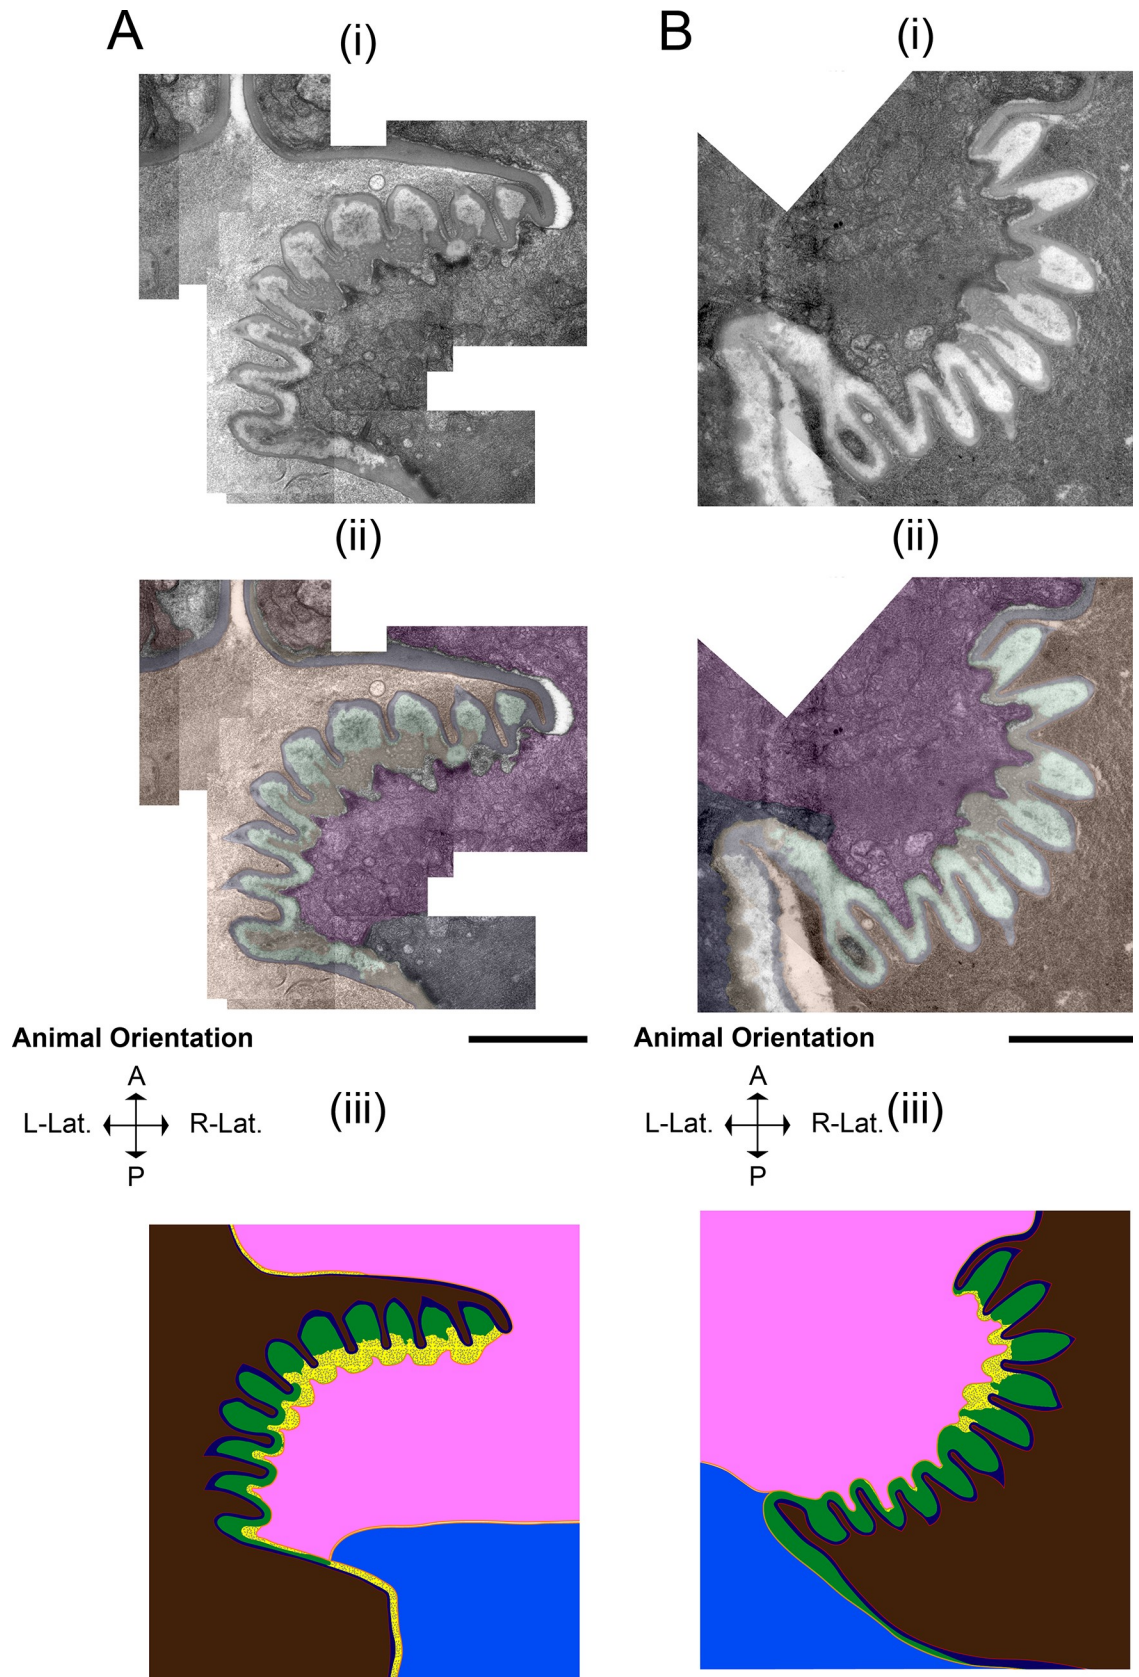 A
(i)
B
(i)
(ii)
(ii)
Animal Orientation
A
L-Lat. R-Lat.
P
(iii)
Animal Orientation
A
L-Lat. R-Lat.
P
(iii)